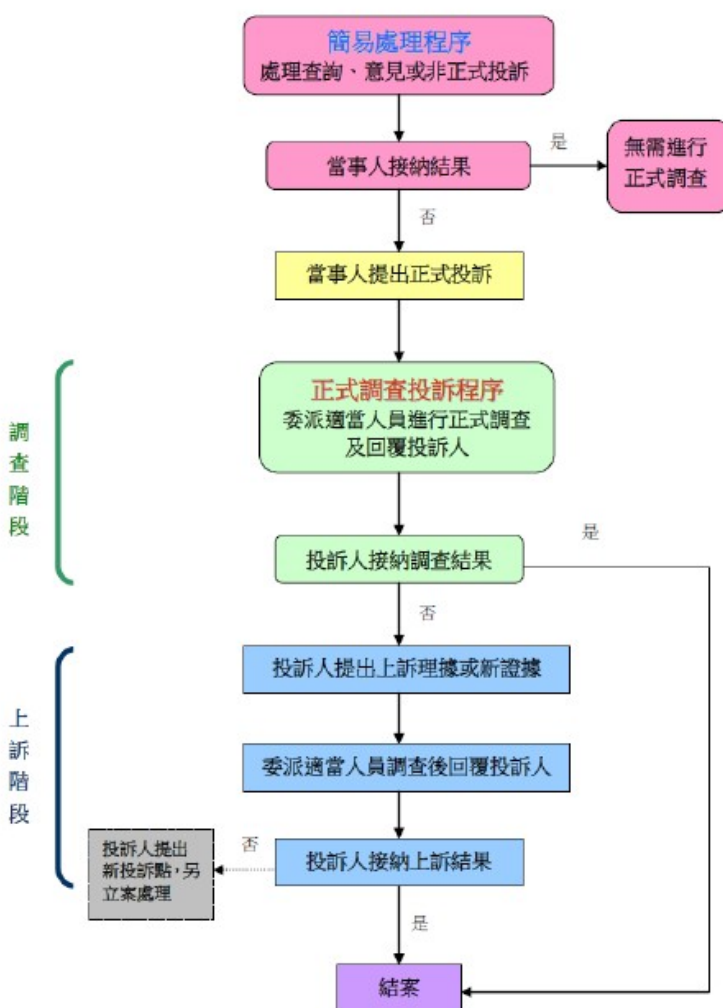 簡易處理程序
處理查詢、意見或非正式投訴
當事人接納結果
是
無需進行
正式調查
否
當事人提出正式投訴
調查階段
正式調查投訴程序
委派適當人員進行正式調查
及回覆投訴人
投訴人接納調查結果
是
否
上訴階段
投訴人提出上訴理據或新證據
委派適當人員調查後回覆投訴人
投訴人接納上訴結果
否
投訴人提出
新投訴點，另
立案處理
是
結案